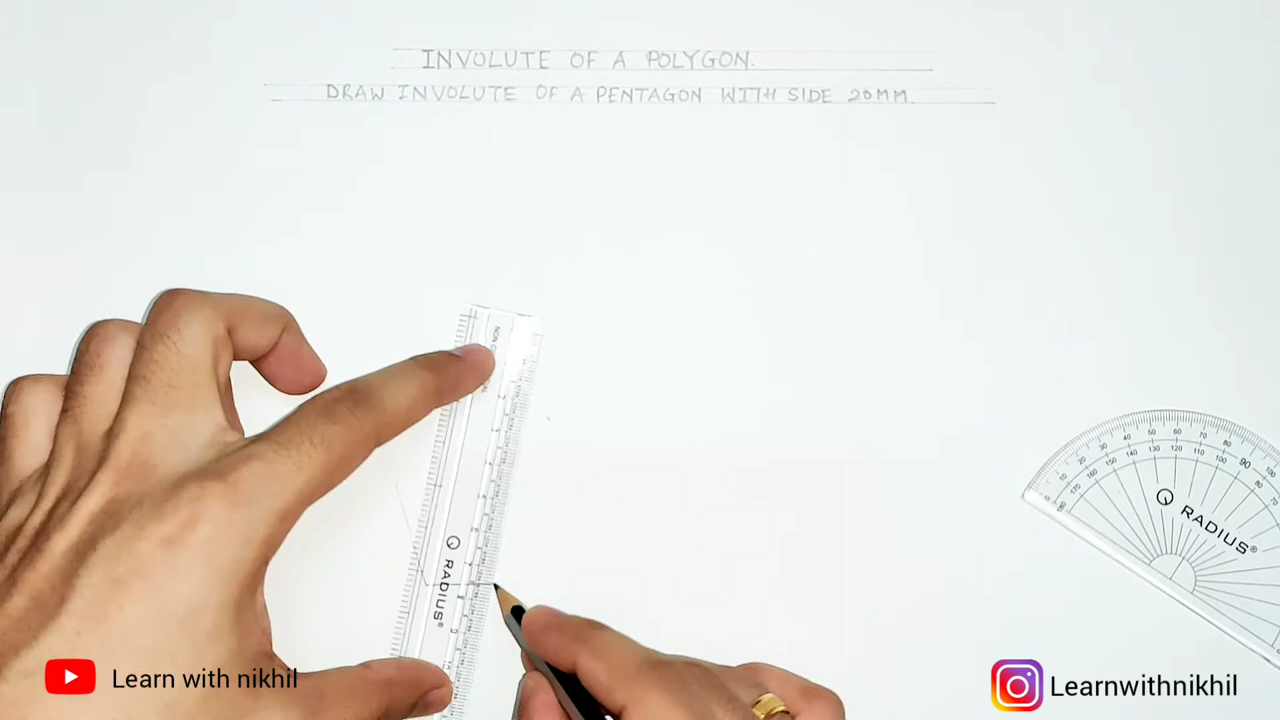 INVOLUTE OF A POLYGON.
DRAW INVOLUTE OF A PENTAGON WITH SIDE 20MM.
RADIUS®
RADIUS®
Learn with nikhil
Learnwithnikhil